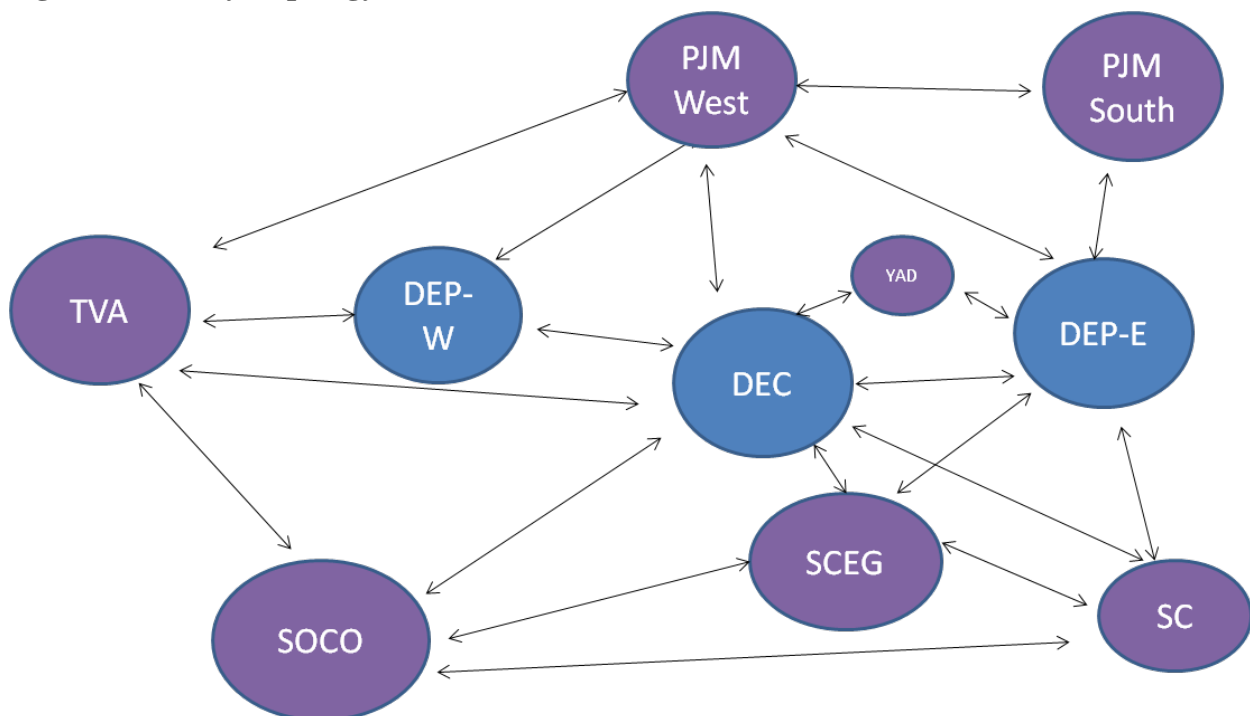 PJM
West
PJM
South
TVA
DEP-
W
YAD
DEC
DEP-E
SCEG
SC
SOCO